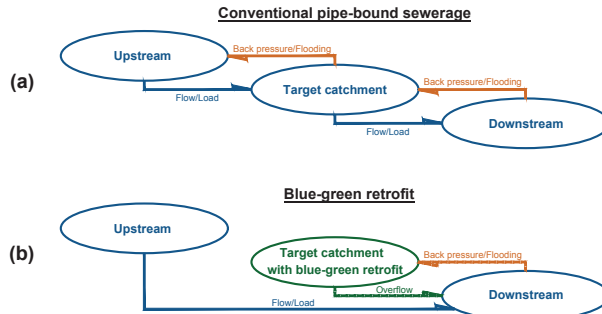 Conventional pipe-bound sewerage
Upstream
Back pressure/Flooding
(a)
Target catchment
Back pressure/Flooding
Flow/Load
Downstream
Flow/Load
Blue-green retrofit
Upstream
(b)
Target catchment
with blue-green retrofit
Back pressure/Flooding
Overflow
Downstream
Flow/Load